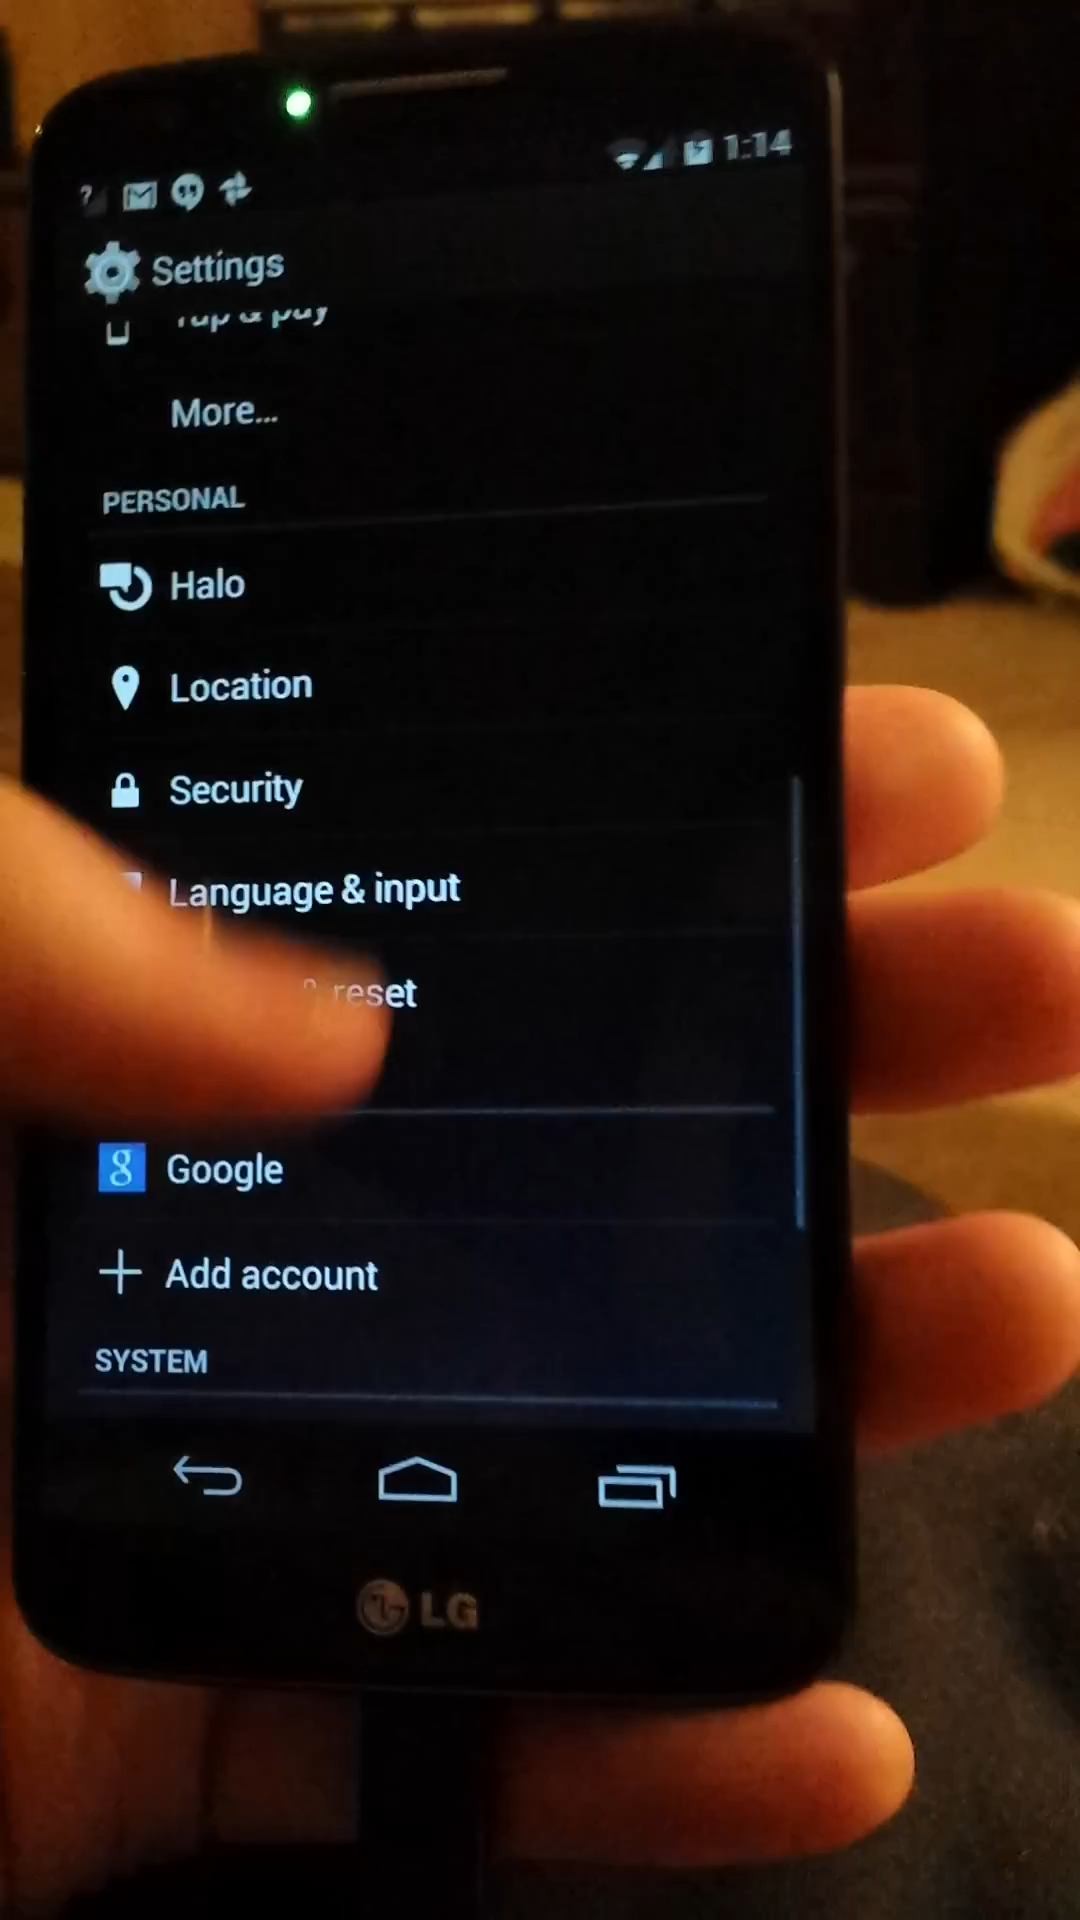 1:14
Settings
Tap & pay
More...
PERSONAL
Halo
Location
Security
Language & input
& reset
Google
Add account
SYSTEM
LG